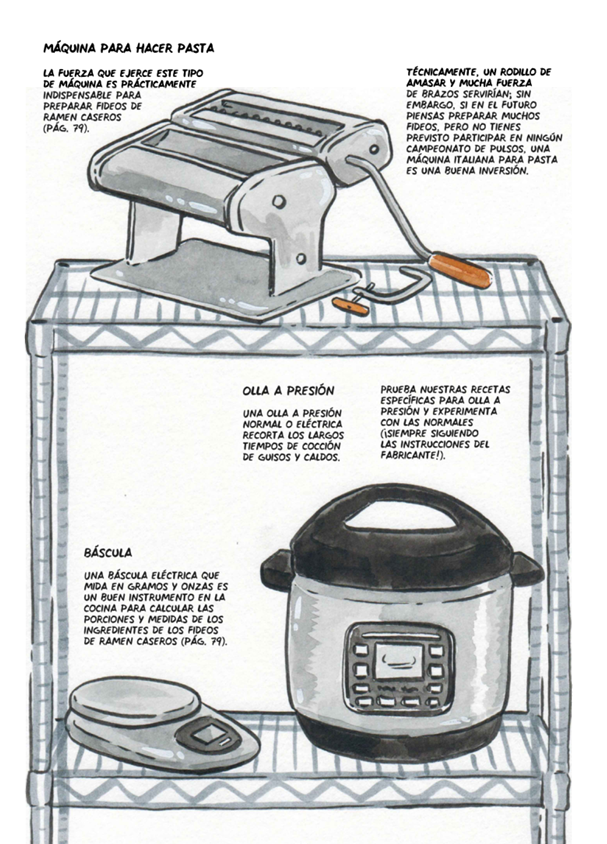 MÁQUINA PARA HACER PASTA
LA FUERZA QUE EJERCE ESTE TIPO
DE MÁQUINA ES PRÁCTICAMENTE
INDISPENSABLE PARA
PREPARAR FIDEOS DE
RAMEN CASEROS
(PÁG. 79).
TÉCNICAMENTE, UN RODILLO DE
AMASAR Y MUCHA FUERZA
DE BRAZOS SERVIRÍAN; SIN
EMBARGO, SI EN EL FUTURO
PIENSAS PREPARAR MUCHOS
FIDEOS, PERO NO TIENES
PREVISTO PARTICIPAR EN NINGÚN
CAMPEONATO DE PULSOS, UNA
MÁQUINA ITALIANA PARA PASTA
ES UNA BUENA INVERSIÓN.
OLLA A PRESIÓN
UNA OLLA A PRESIÓN
NORMAL O ELÉCTRICA
RECORTA LOS LARGOS
TIEMPOS DE COCCIÓN
DE GUISOS Y CALDOS.
PRUEBA NUESTRAS RECETAS
ESPECÍFICAS PARA OLLA A
PRESIÓN Y EXPERIMENTA
CON LAS NORMALES
(¡SIEMPRE SIGUIENDO
LAS INSTRUCCIONES DEL
FABRICANTE!).
BÁSCULA
UNA BÁSCULA ELÉCTRICA QUE
MIDA EN GRAMOS Y ONZAS ES
UN BUEN INSTRUMENTO EN LA
COCINA PARA CALCULAR LAS
PORCIONES Y MEDIDAS DE LOS
INGREDIENTES DE LOS FIDEOS
DE RAMEN CASEROS (PÁG. 79).